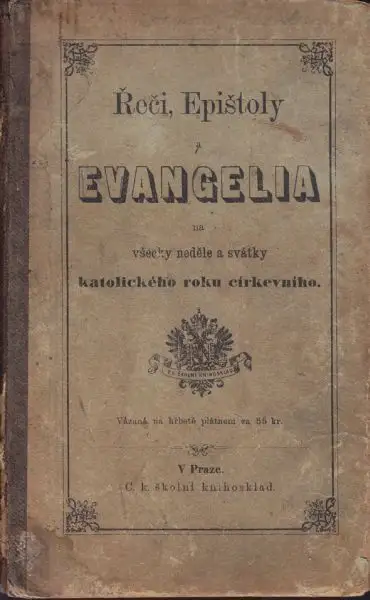 Řeči, Epištoly
a
EVANGELIA
na
všecky neděle a svátky
katolického roku církevního.
Vázaná na hřbetě plátnem za 55 kr.
V Praze.
C. k. školní knihosklad.